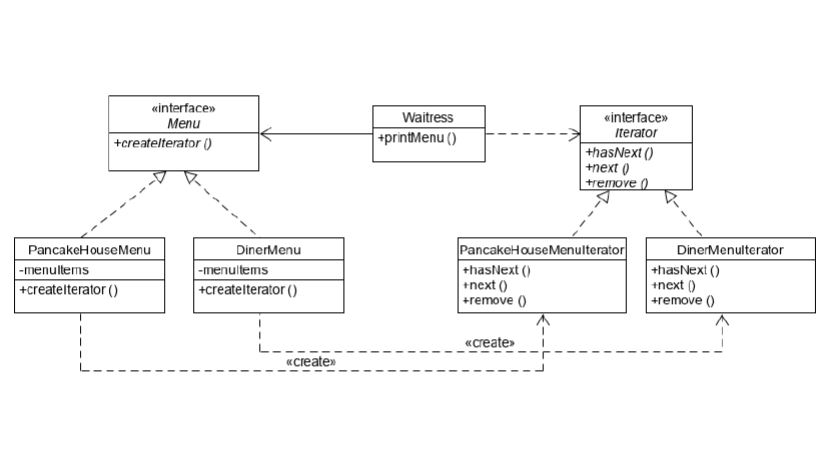 «interface»
Menu
+createIterator ()
Waitress
+printMenu ()
«interface»
Iterator
+hasNext ()
+next ()
+remove ()
PancakeHouseMenu
-menuItems
+createIterator ()
DinerMenu
-menuItems
+createIterator ()
PancakeHouseMenuIterator
+hasNext ()
+next ()
+remove ()
DinerMenuIterator
+hasNext ()
+next ()
+remove ()
«create»
«create»